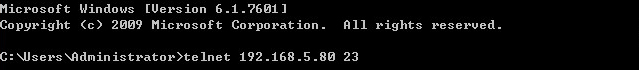 Microsoft Windows [Version 6.1.7601]
Copyright (c) 2009 Microsoft Corporation.  All rights reserved.
C:\Users\Administrator>telnet 192.168.5.80 23